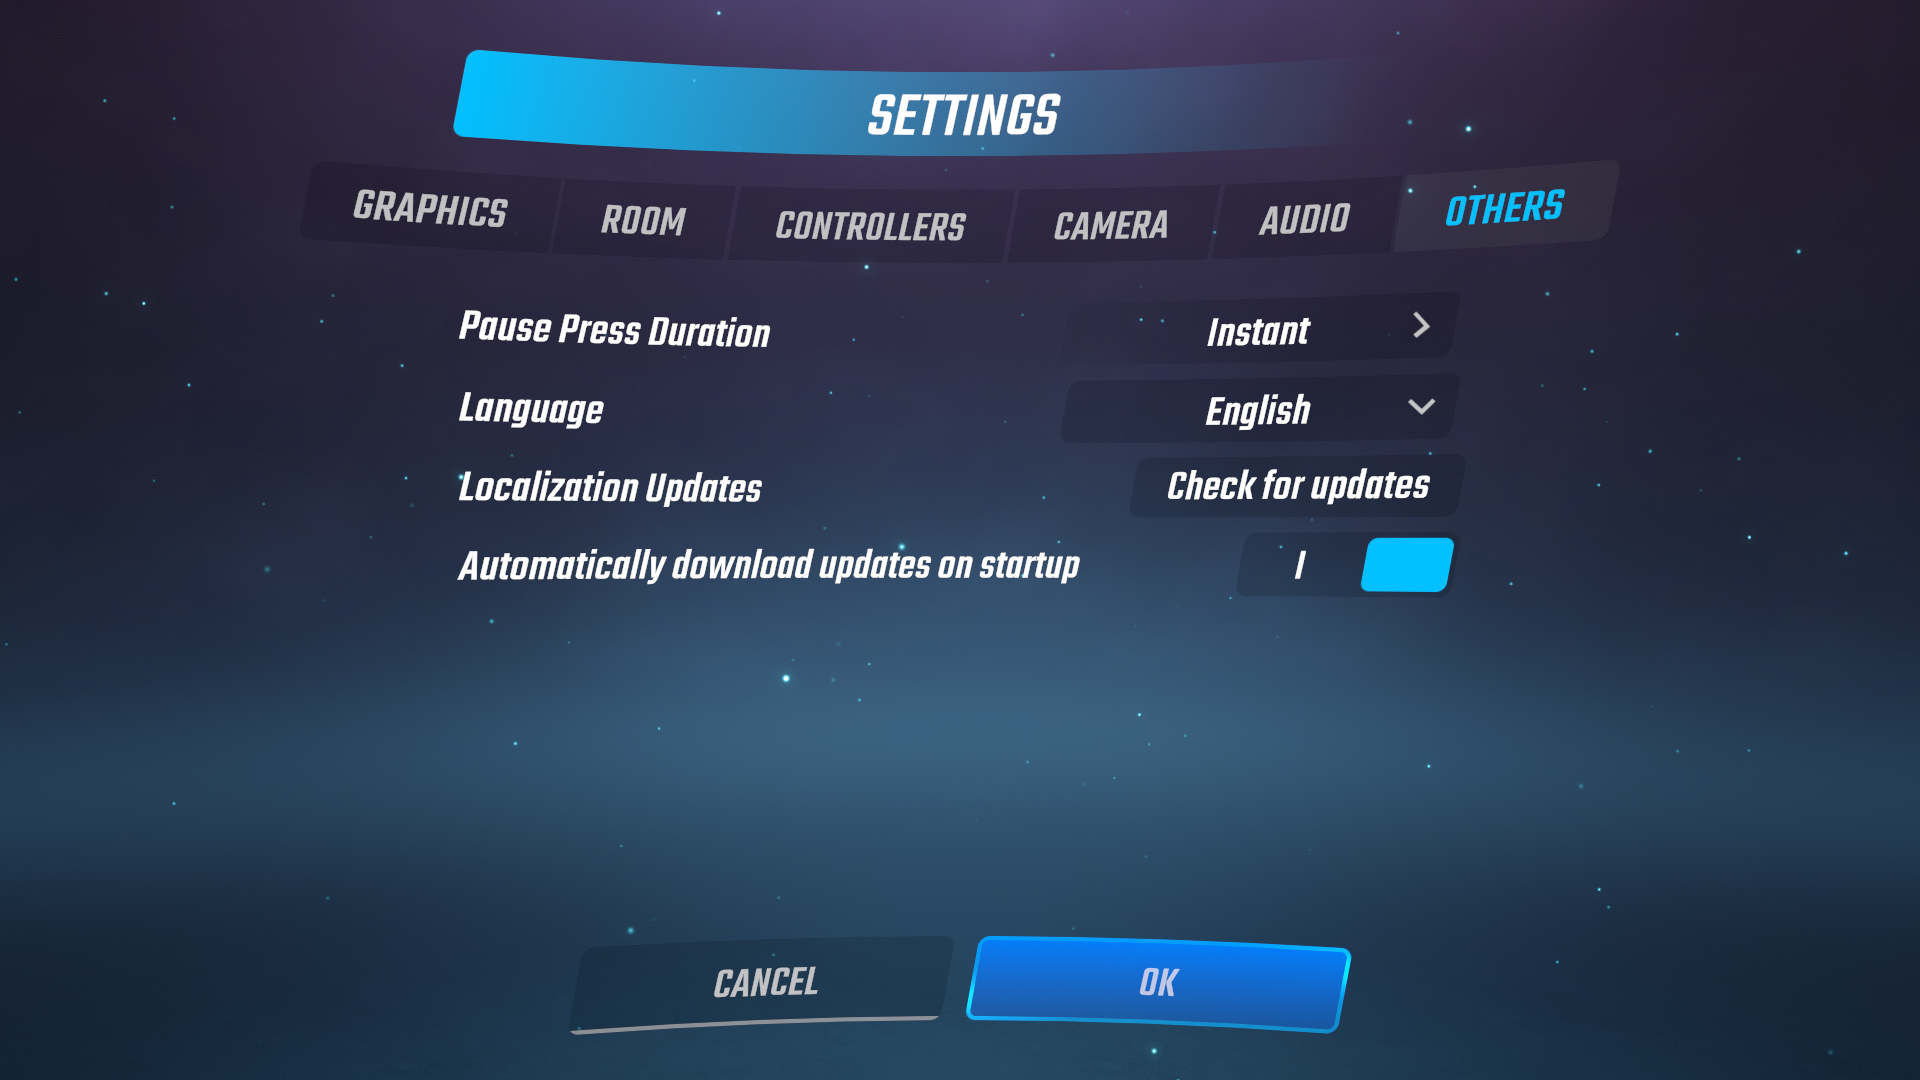 SETTINGS
GRAPHICS ROOM CONTROLLERS CAMERA AUDIO OTHERS
Pause Press Duration Instant
Language English
Localization Updates Check for updates
Automatically download updates on startup I
CANCEL OK